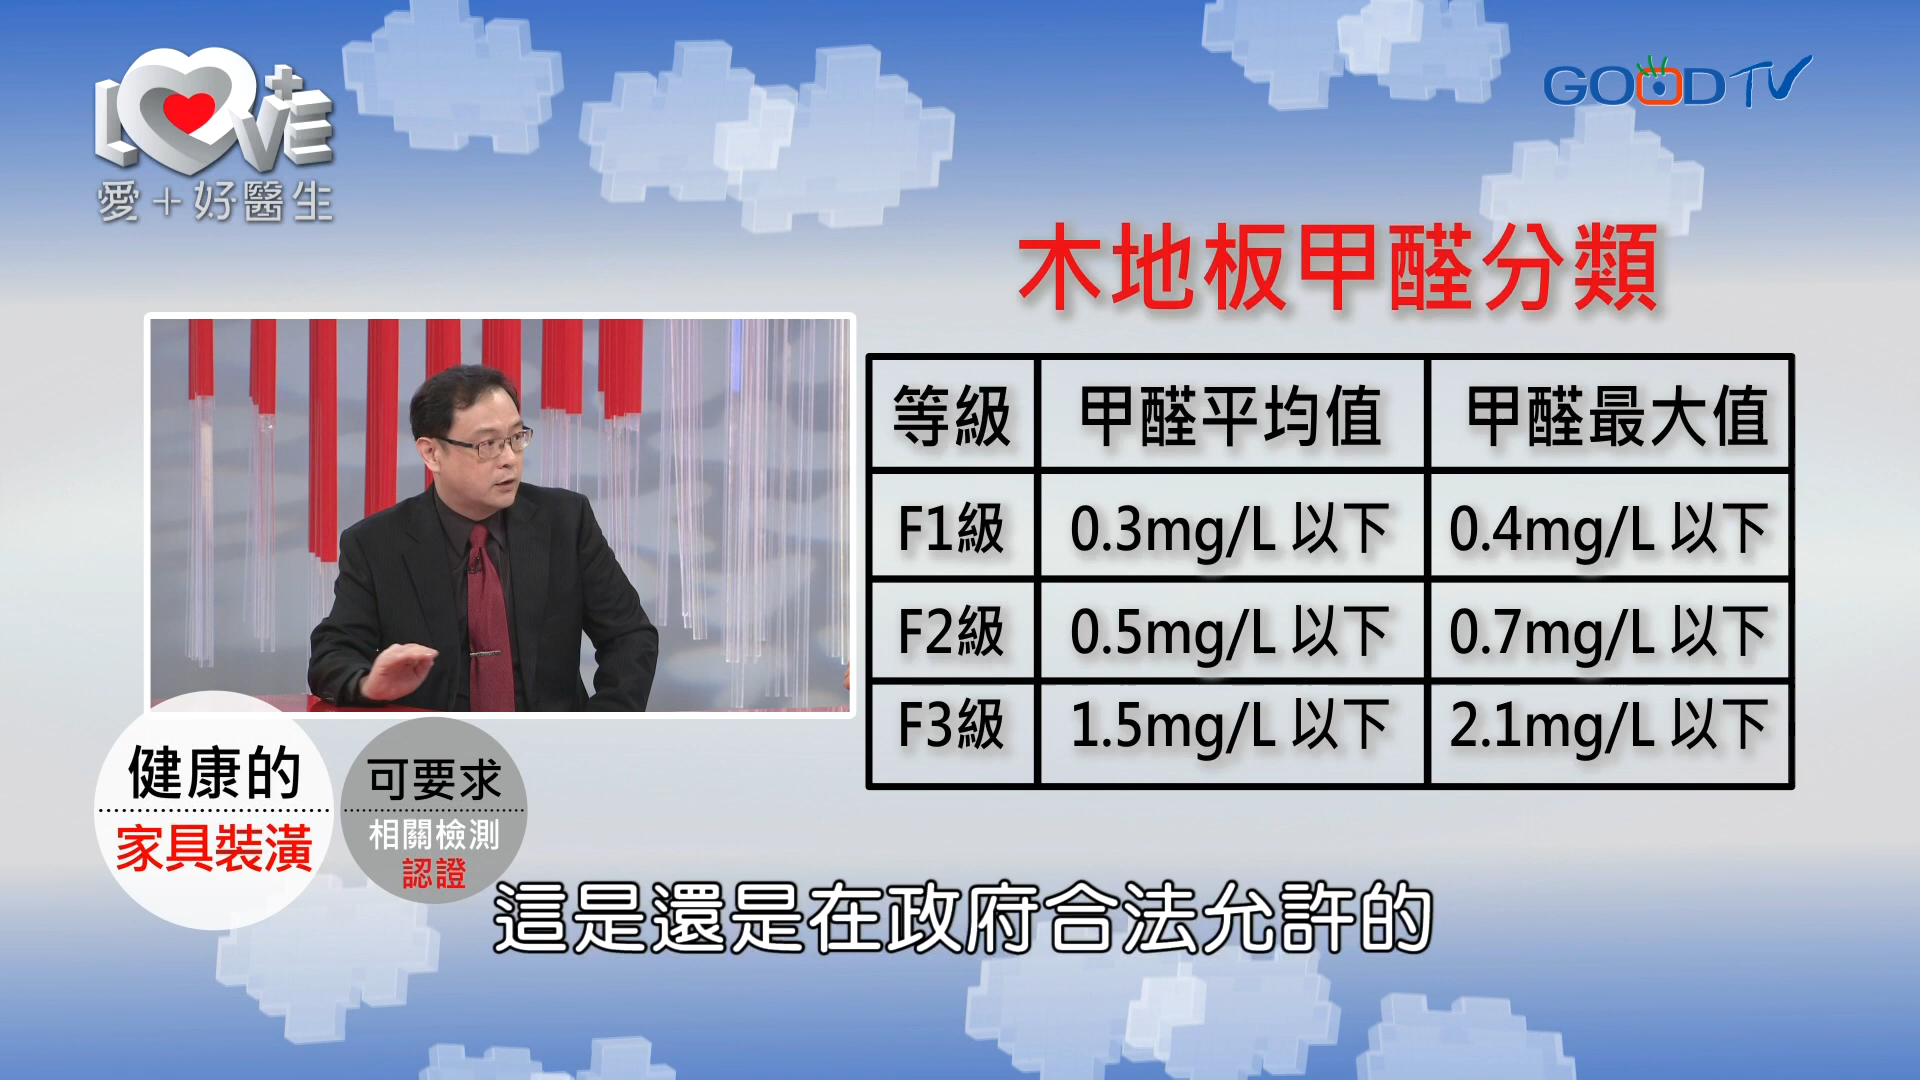 LOVE
愛+好醫生
GOODTV
木地板甲醛分類
等級 甲醛平均值 甲醛最大值
F1級 0.3mg/L 以下 0.4mg/L 以下
F2級 0.5mg/L 以下 0.7mg/L 以下
F3級 1.5mg/L 以下 2.1mg/L 以下
健康的
家具裝潢
可要求
相關檢測
認證
這是還是在政府合法允許的